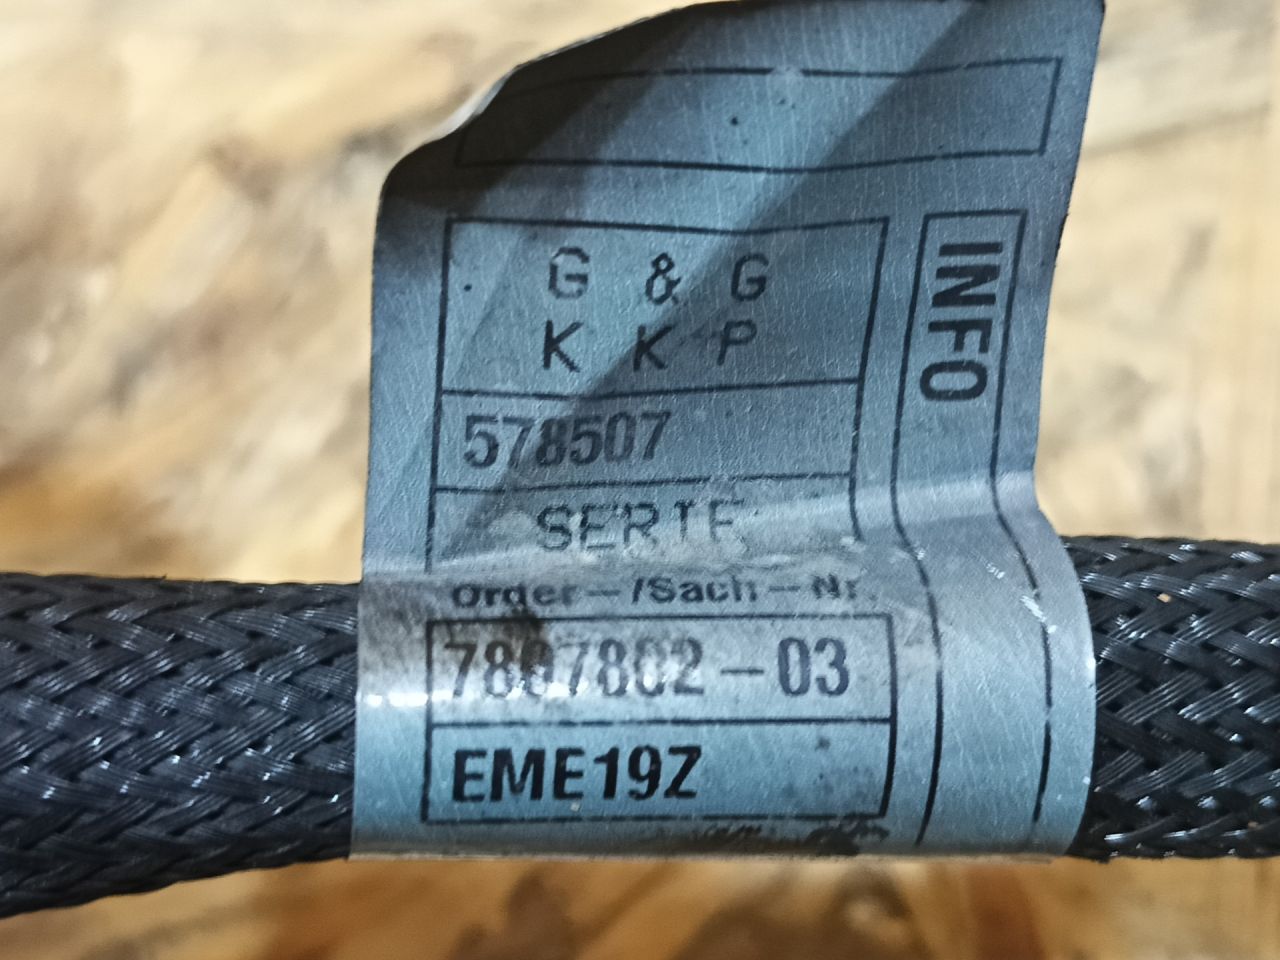 G & G
K K P
INFO
578507
SERIE
Order-/Sach-Nr.
7807802-03
EME19Z